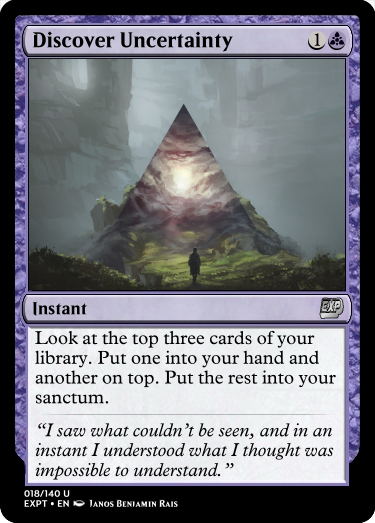 Discover Uncertainty 1
Instant EXP
Look at the top three cards of your
library. Put one into your hand and
another on top. Put the rest into your
sanctum.
“I saw what couldn’t be seen, and in an
instant I understood what I thought was
impossible to understand.”
018/140 U
EXPT • EN Janos Benjamin Rais